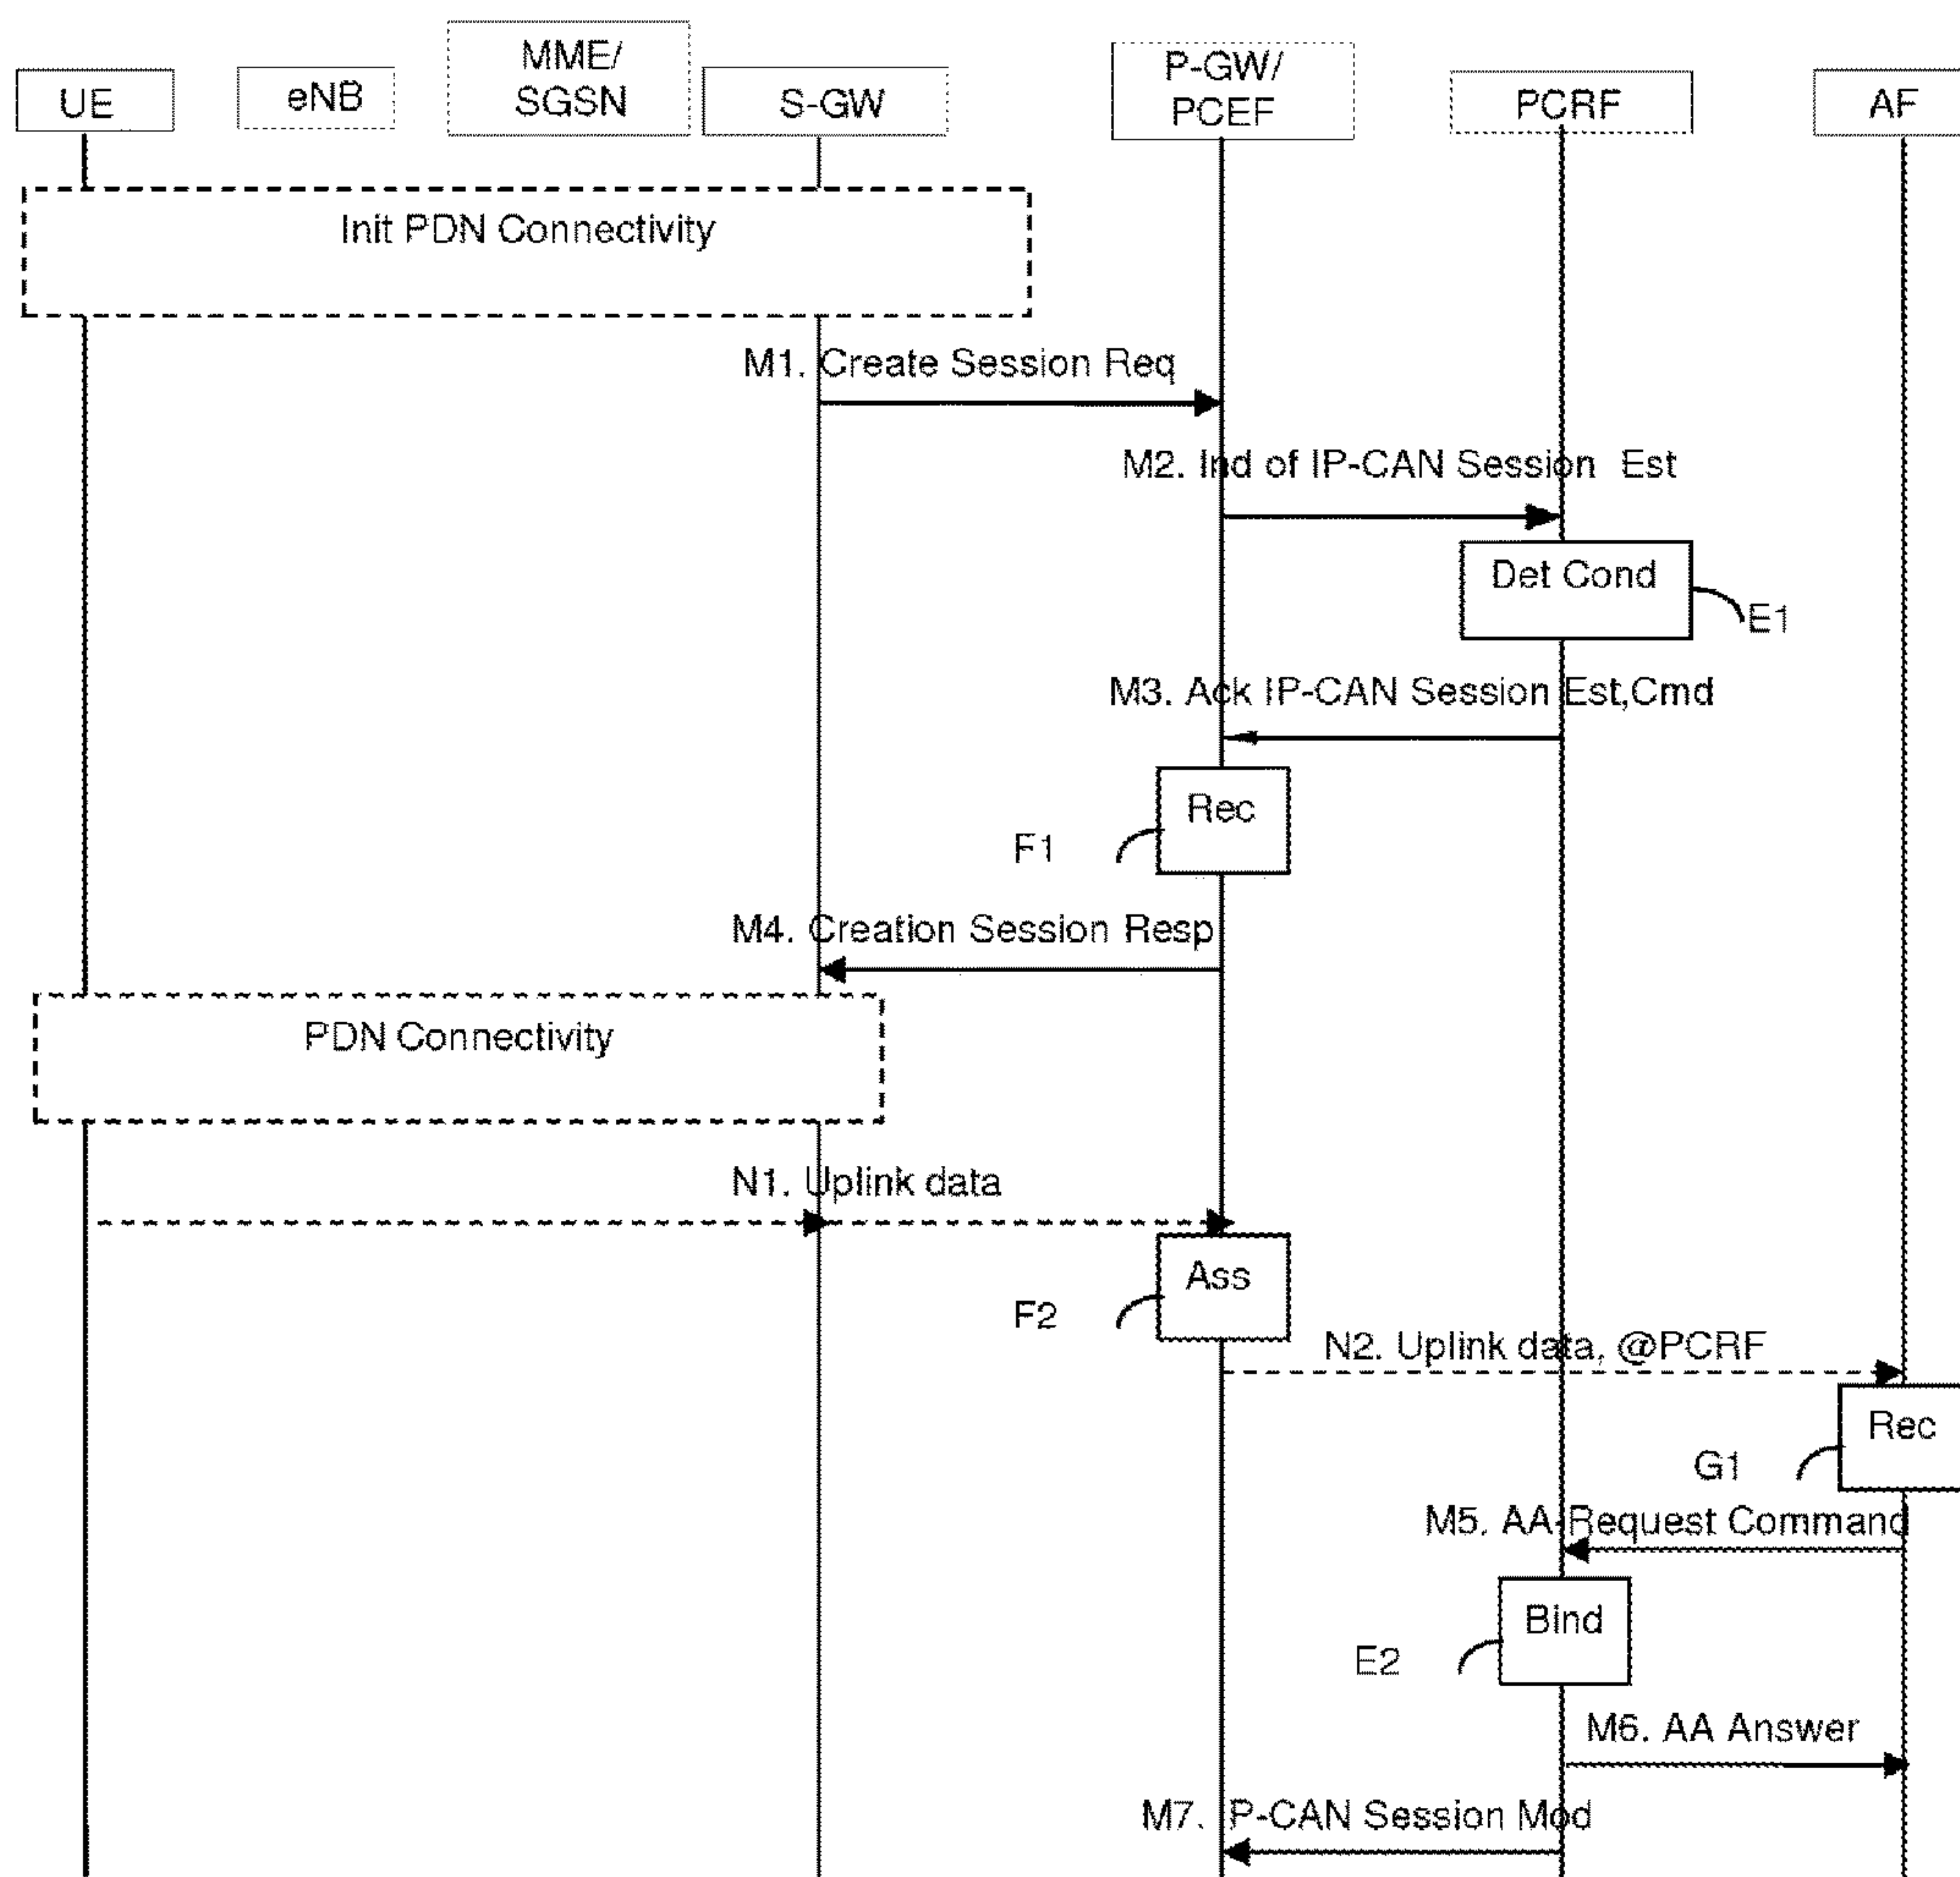 UE
eNB
MME/
SGSN
S-GW
P-GW/
PCEF
PCRF
AF
Init PDN Connectivity
M1. Create Session Req
M2. Ind of IP-CAN Session Est
Det Cond
E1
M3. Ack IP-CAN Session Est,Cmd
Rec
F1
M4. Creation Session Resp
PDN Connectivity
N1. Uplink data
Ass
F2
N2. Uplink data, @PCRF
Rec
G1
M5. AA-Request Command
Bind
E2
M6. AA Answer
M7. IP-CAN Session Mod